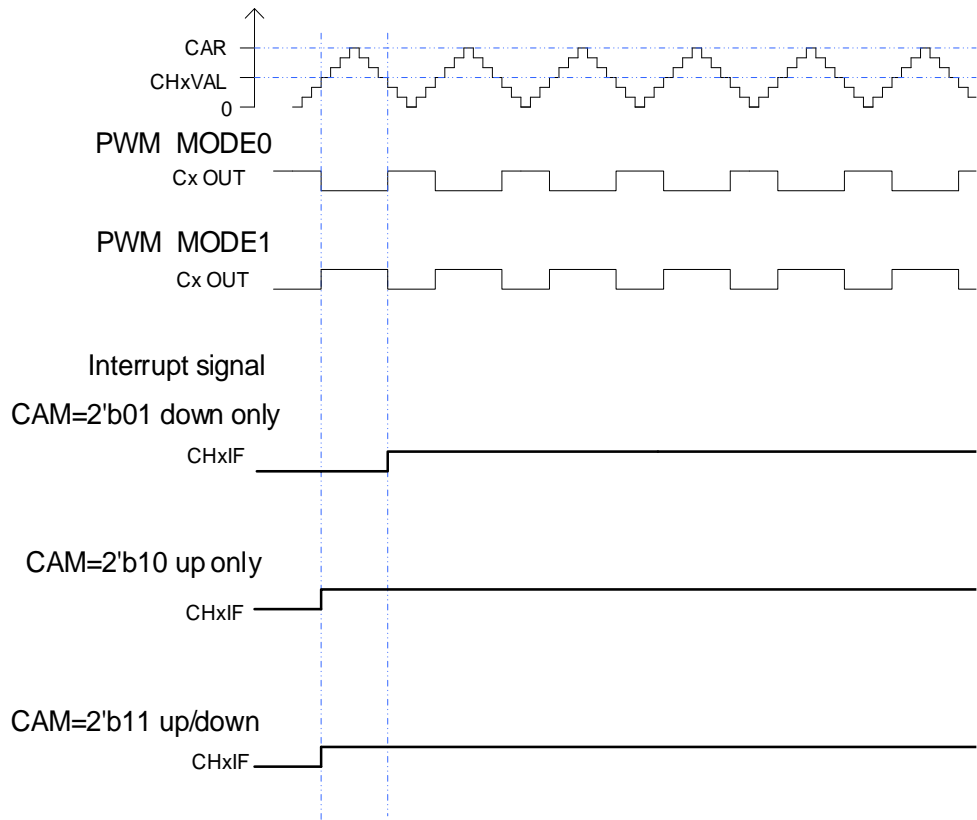 CAR
CHxVAL
0
PWM MODE0
Cx OUT
PWM MODE1
Cx OUT
Interrupt signal
CAM=2'b01 down only
CHxIF
CAM=2'b10 up only
CHxIF
CAM=2'b11 up/down
CHxIF